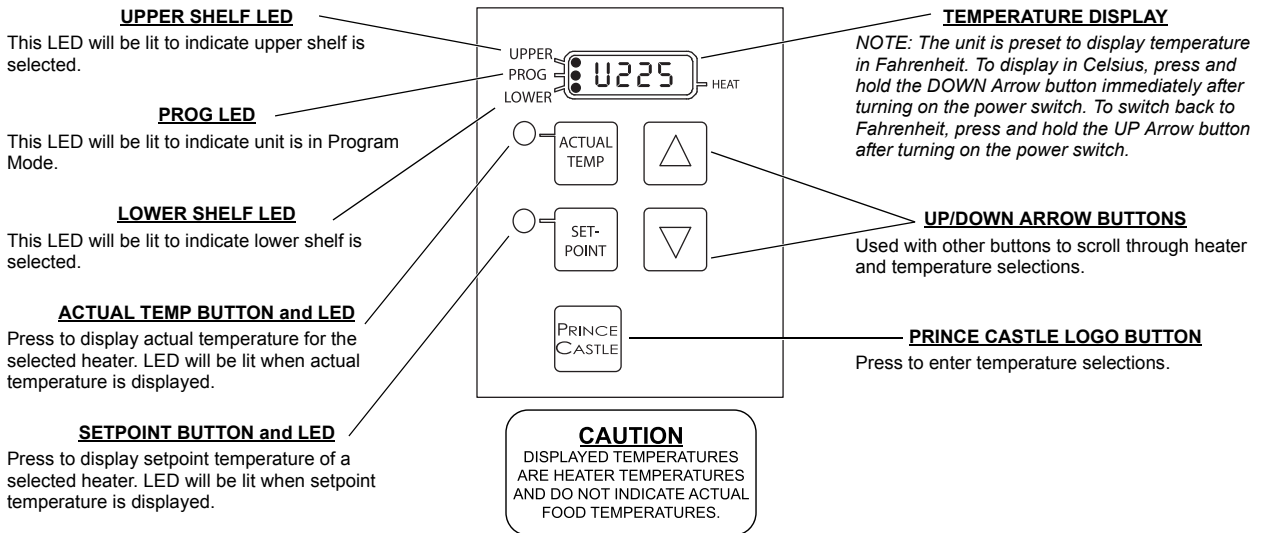 UPPER SHELF LED
This LED will be lit to indicate upper shelf is
selected.
PROG LED
This LED will be lit to indicate unit is in Program
Mode.
LOWER SHELF LED
This LED will be lit to indicate lower shelf is
selected.
ACTUAL TEMP BUTTON and LED
Press to display actual temperature for the
selected heater. LED will be lit when actual
temperature is displayed.
SETPOINT BUTTON and LED
Press to display setpoint temperature of a
selected heater. LED will be lit when setpoint
temperature is displayed.
UPPER
PROG
LOWER
U225
HEAT
ACTUAL
TEMP
SET-
POINT
PRINCE
CASTLE
CAUTION
DISPLAYED TEMPERATURES
ARE HEATER TEMPERATURES
AND DO NOT INDICATE ACTUAL
FOOD TEMPERATURES.
TEMPERATURE DISPLAY
NOTE: The unit is preset to display temperature
in Fahrenheit. To display in Celsius, press and
hold the DOWN Arrow button immediately after
turning on the power switch. To switch back to
Fahrenheit, press and hold the UP Arrow button
after turning on the power switch.
UP/DOWN ARROW BUTTONS
Used with other buttons to scroll through heater
and temperature selections.
PRINCE CASTLE LOGO BUTTON
Press to enter temperature selections.